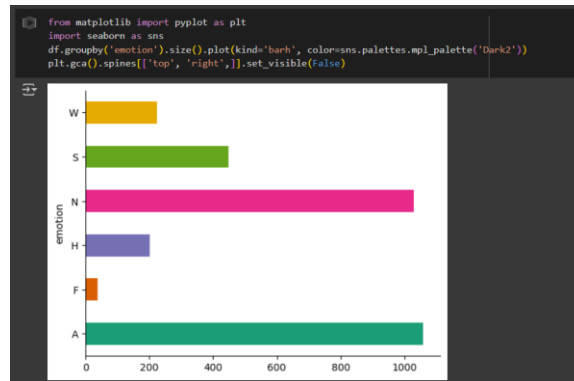 from matplotlib import pyplot as plt
import seaborn as sns
df.groupby('emotion').size().plot(kind='barh', color=sns.palettes.mpl_palette('Dark2'))
plt.gca().spines[['top', 'right',]].set_visible(False)
W
S
N
H
F
A
emotion
0 200 400 600 800 1000